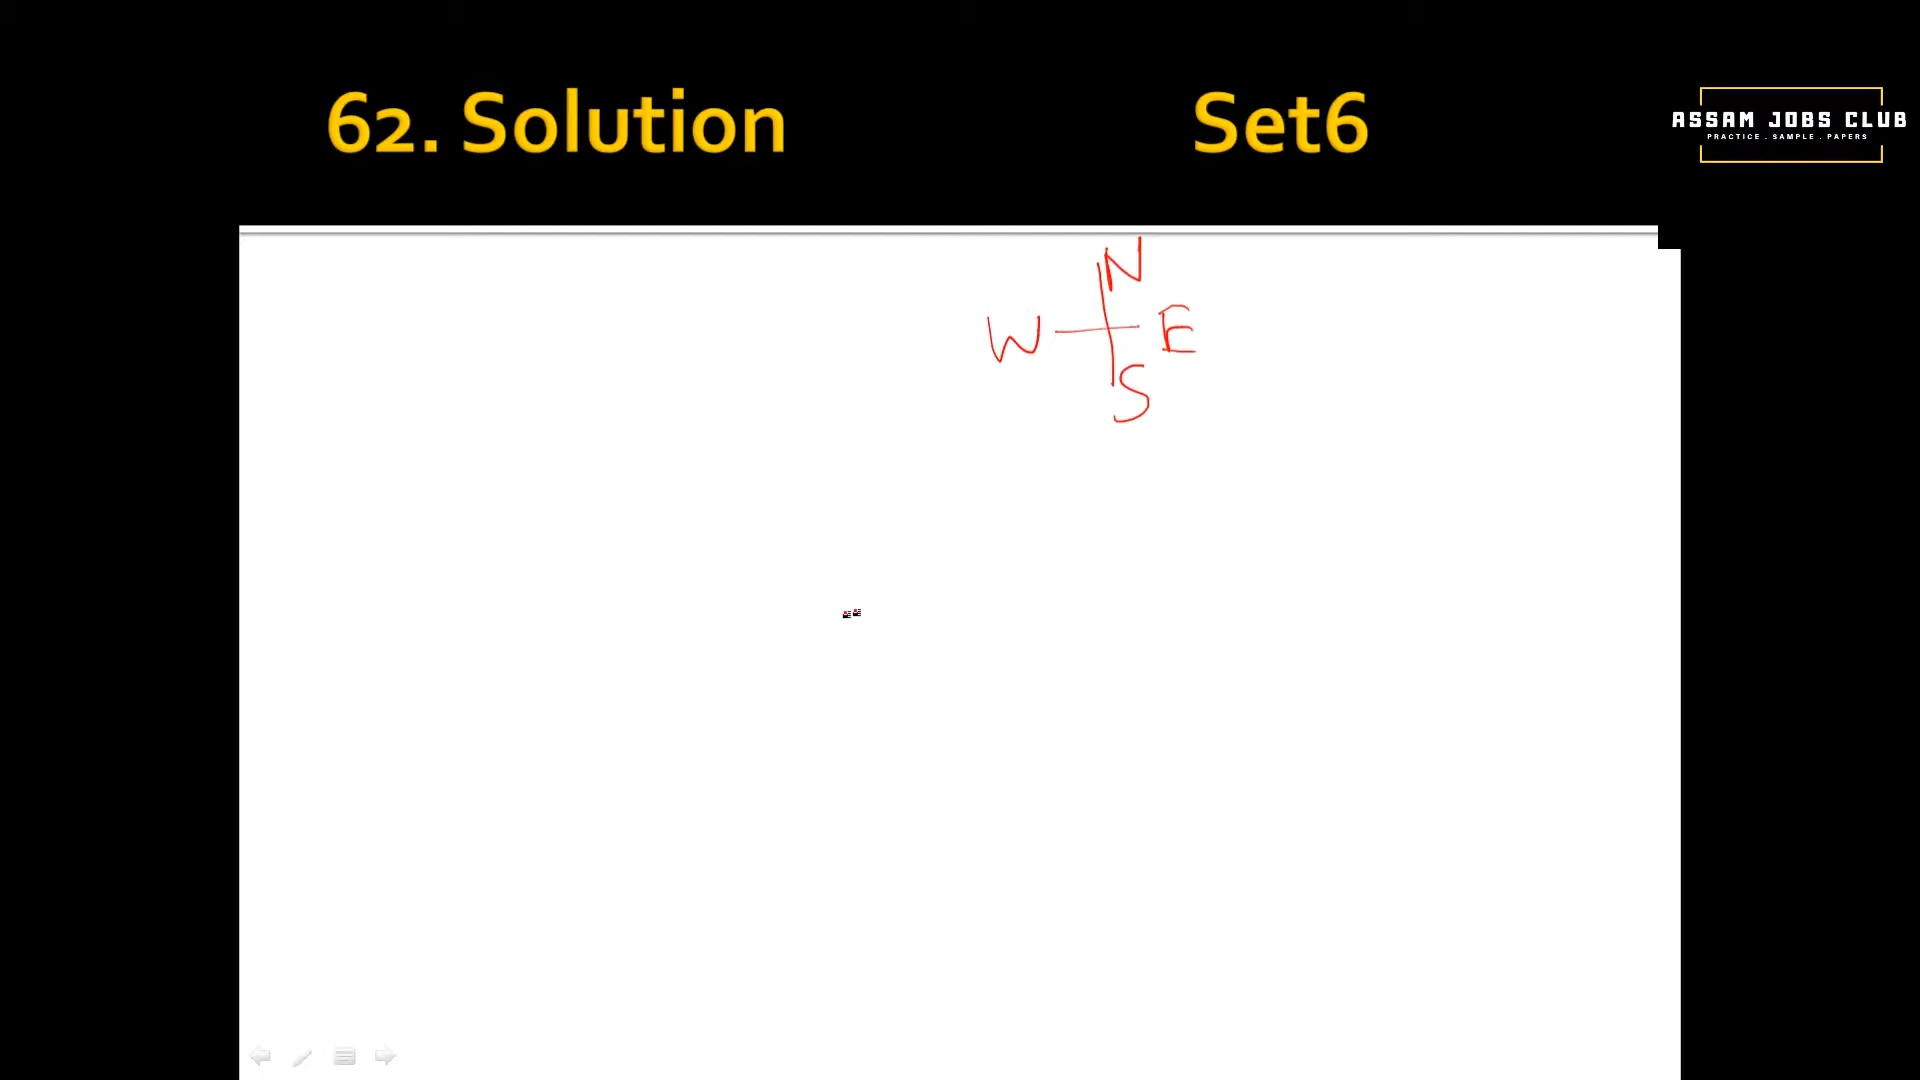 62. Solution Set6
ASSAM JOBS CLUB
PRACTICE . SAMPLE . PAPERS
N
W E
S